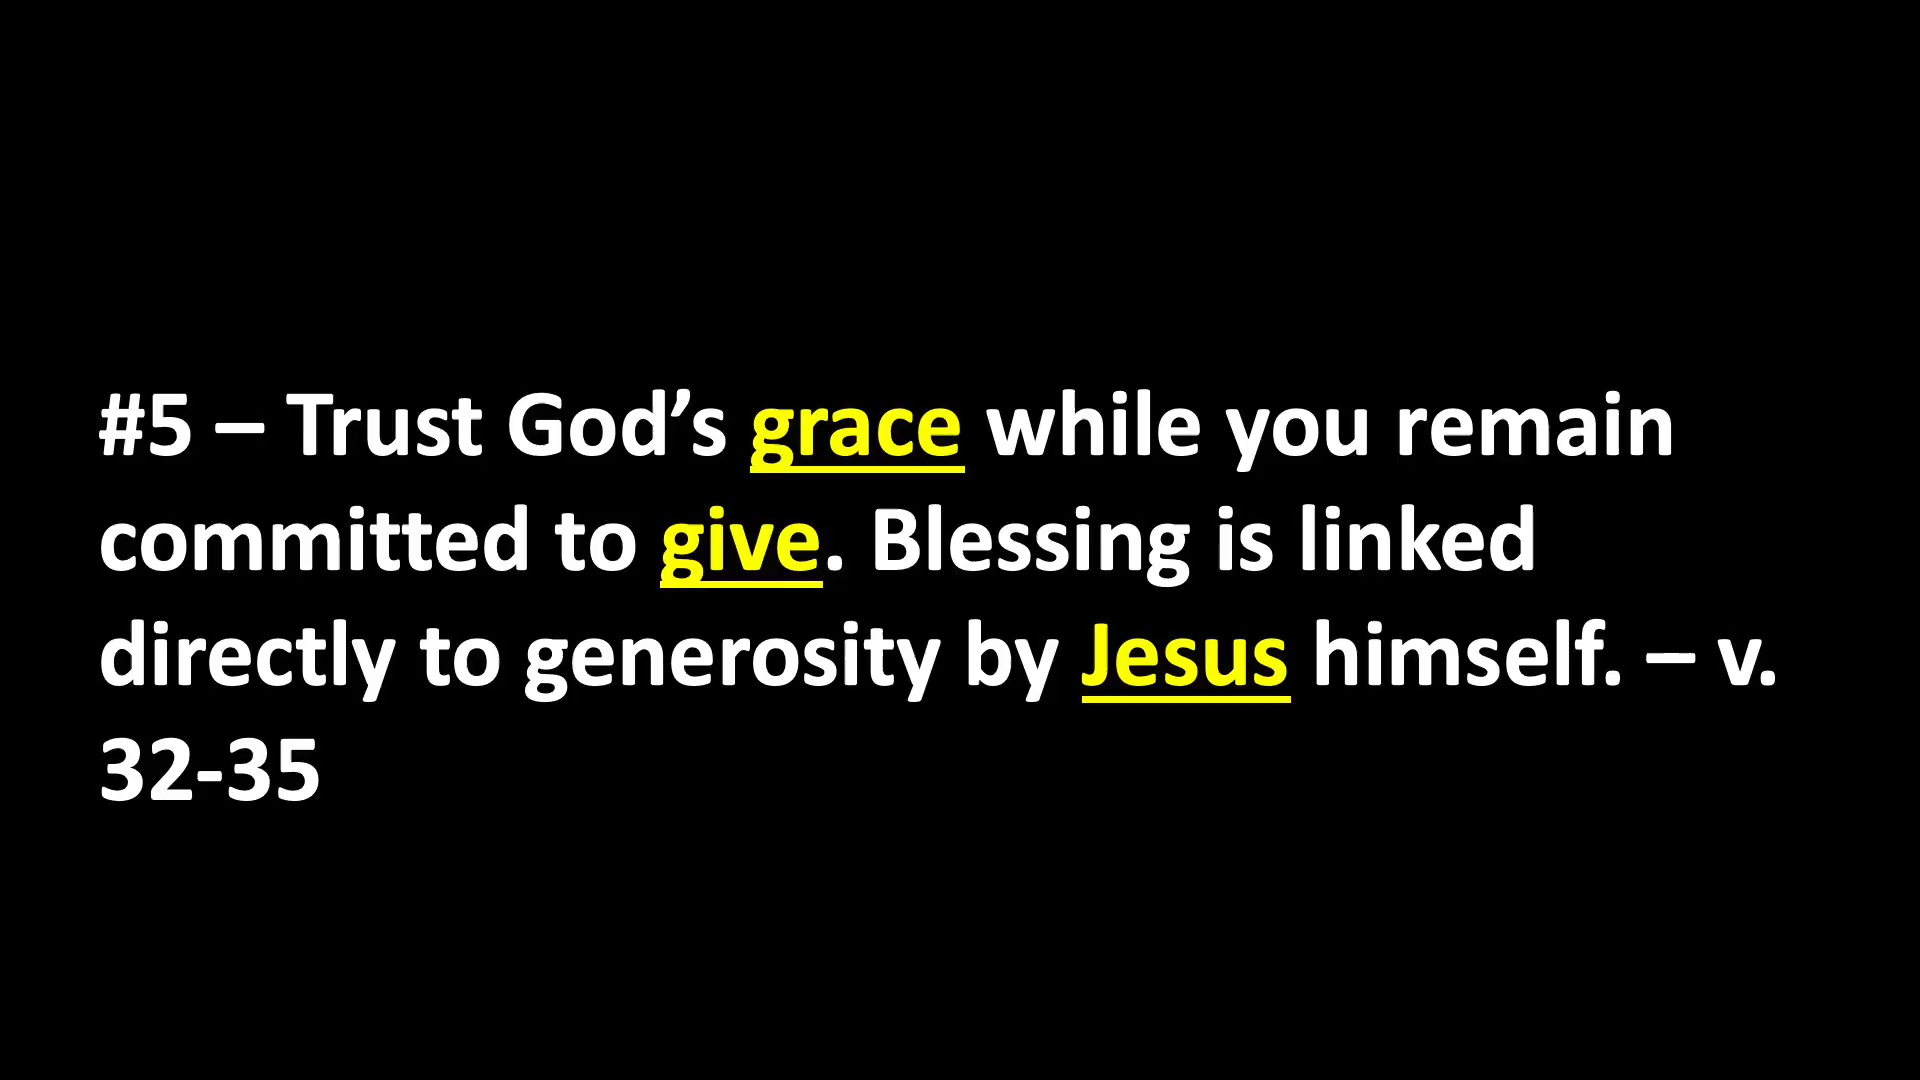 #5 – Trust God’s grace while you remain
committed to give. Blessing is linked
directly to generosity by Jesus himself. – v.
32-35